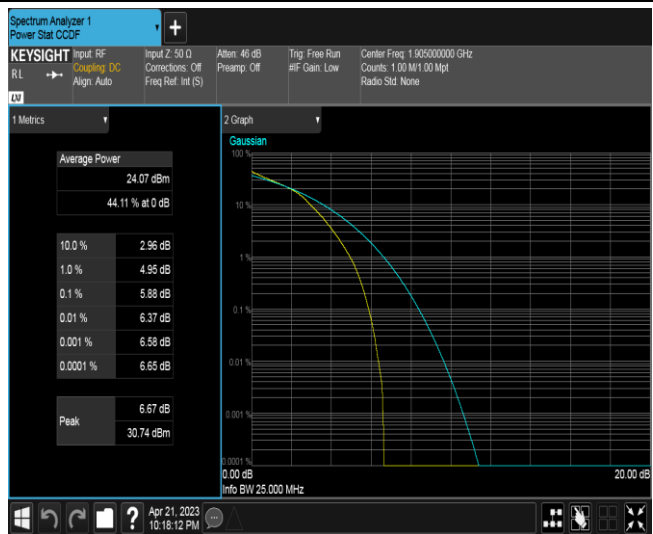 Spectrum Analyzer 1
Power Stat CCDF
+
KEYSIGHT
RL
LXI
Input: RF
Coupling: DC
Align: Auto
Input Z: 50 Ω
Corrections: Off
Freq Ref: Int (S)
Atten: 46 dB
Preamp: Off
Trig: Free Run
#IF Gain: Low
Center Freq: 1.905000000 GHz
Counts: 1.00 M/1.00 Mpt
Radio Std: None
1 Metrics
Average Power
24.07 dBm
44.11 % at 0 dB
10.0 % 2.96 dB
1.0 % 4.95 dB
0.1 % 5.88 dB
0.01 % 6.37 dB
0.001 % 6.58 dB
0.0001 % 6.65 dB
Peak
6.67 dB
30.74 dBm
2 Graph
Gaussian
100 %
10 %
1 %
0.1 %
0.01 %
0.001 %
0.0001 %
0.00 dB 20.00 dB
Info BW 25.000 MHz
?
Apr 21, 2023
10:18:12 PM